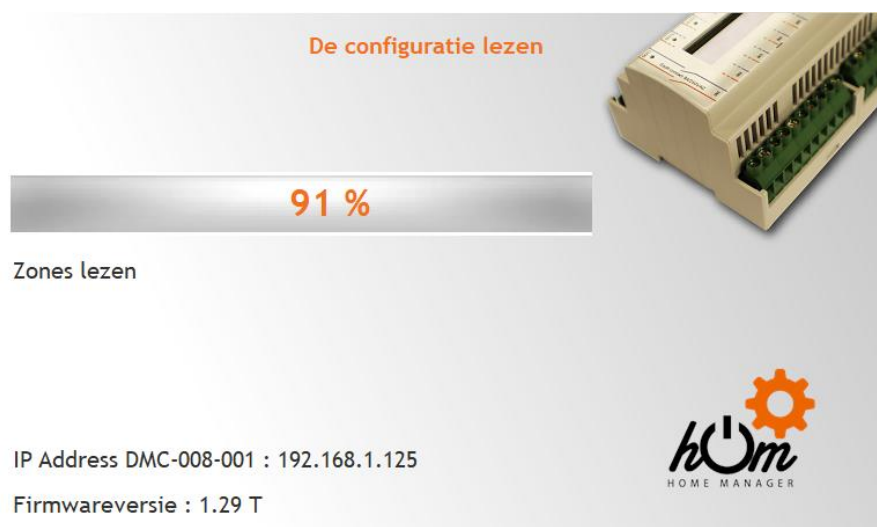 De configuratie lezen
91 %
Zones lezen
hom
HOME MANAGER
IP Address DMC-008-001 : 192.168.1.125
Firmwareversie : 1.29 T